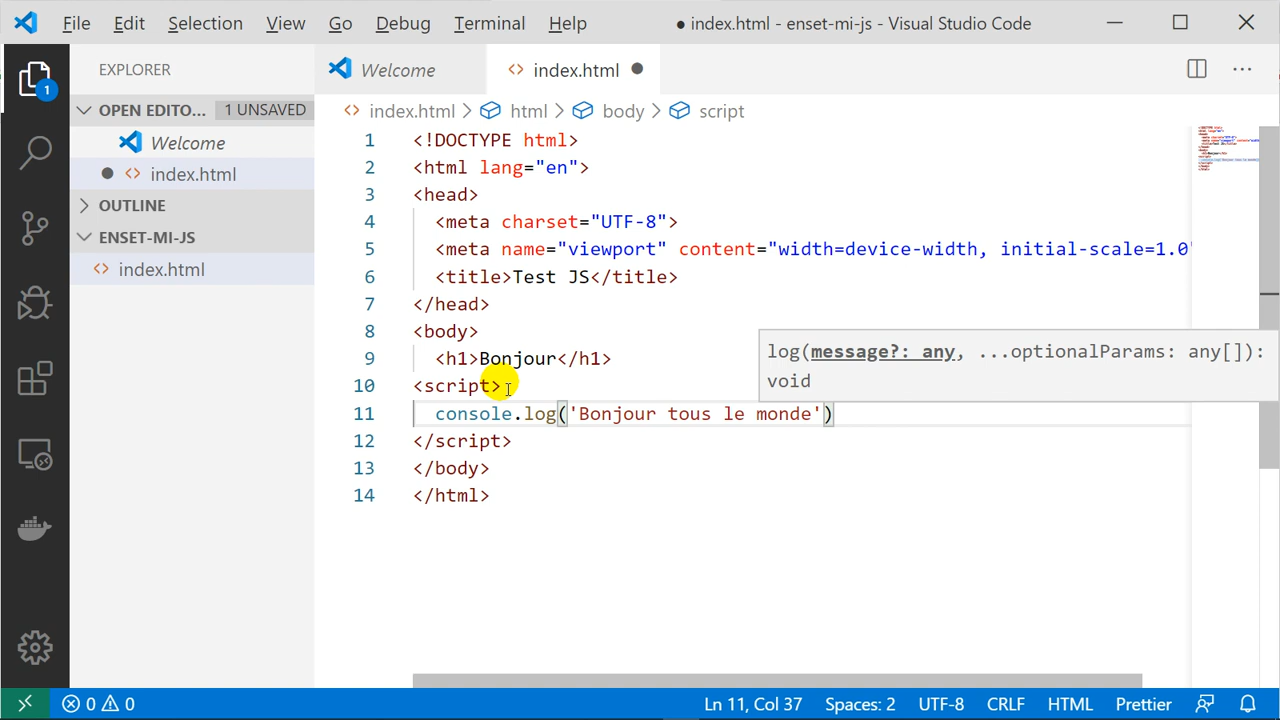 File Edit Selection View Go Debug Terminal Help ● index.html - enset-mi-js - Visual Studio Code
EXPLORER
Welcome <> index.html ●
1
OPEN EDITO... 1 UNSAVED
<> index.html > html > body > script
Welcome
● <> index.html
OUTLINE
ENSET-MI-JS
<> index.html
1 <!DOCTYPE html>
2 <html lang="en">
3 <head>
4 <meta charset="UTF-8">
5 <meta name="viewport" content="width=device-width, initial-scale=1.0"
6 <title>Test JS</title>
7 </head>
8 <body>
9 <h1>Bonjour</h1>
10 <script>
11 console.log('Bonjour tous le monde')
12 </script>
13 </body>
14 </html>
log(message?: any, ...optionalParams: any[]):
void
0 0 Ln 11, Col 37 Spaces: 2 UTF-8 CRLF HTML Prettier